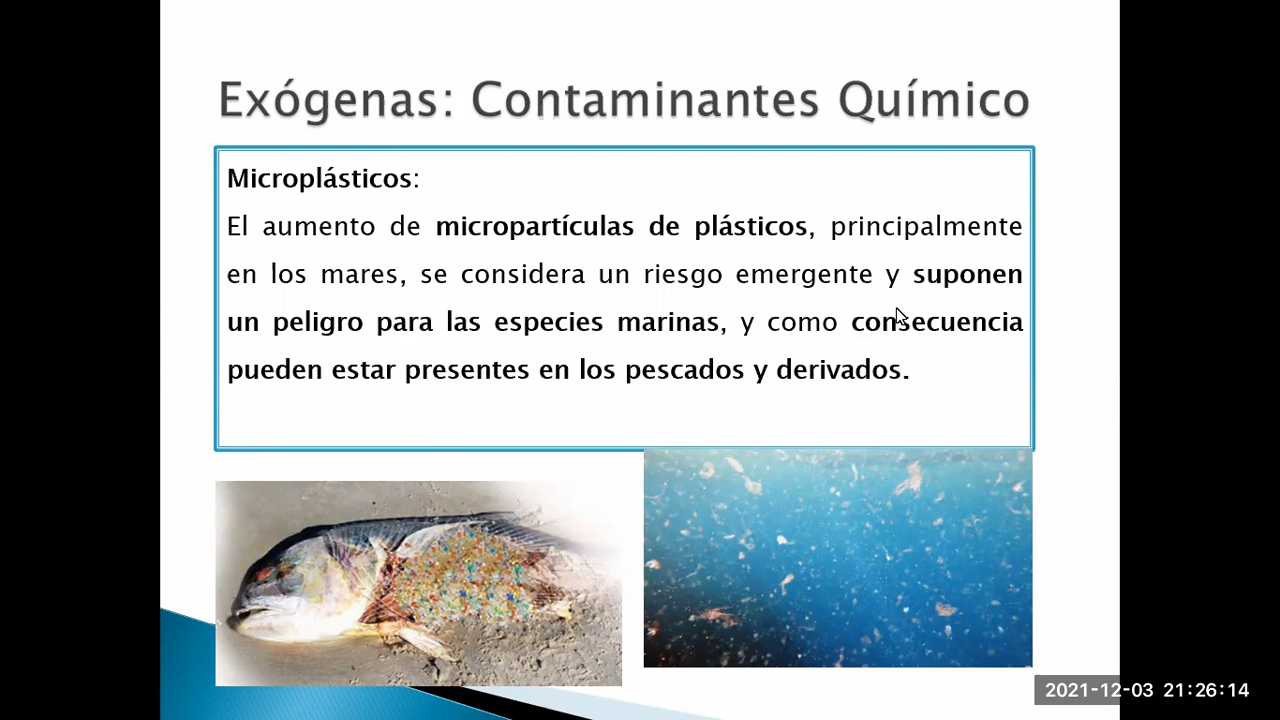 Exógenas: Contaminantes Químico
Microplásticos:
El aumento de micropartículas de plásticos, principalmente
en los mares, se considera un riesgo emergente y suponen
un peligro para las especies marinas, y como consecuencia
pueden estar presentes en los pescados y derivados.
2021-12-03 21:26:14